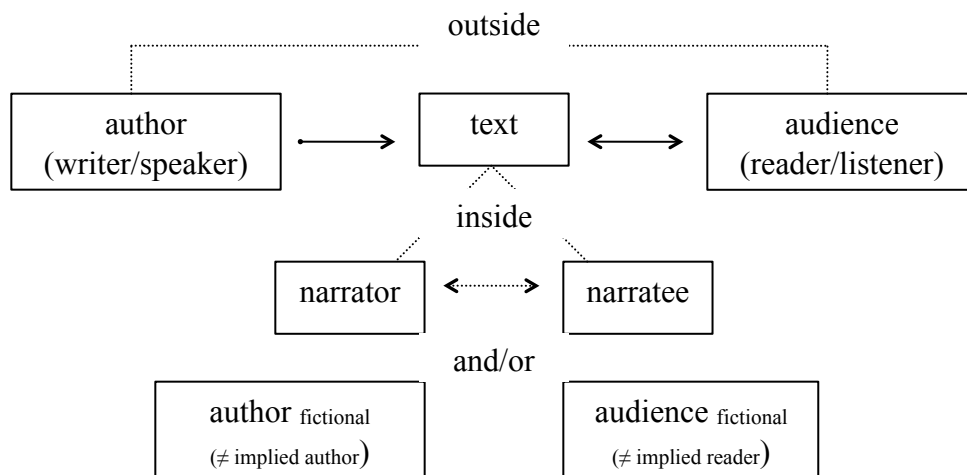 outside
author
(writer/speaker)
text
audience
(reader/listener)
inside
narrator
narratee
and/or
author fictional
(≠ implied author)
audience fictional
(≠ implied reader)